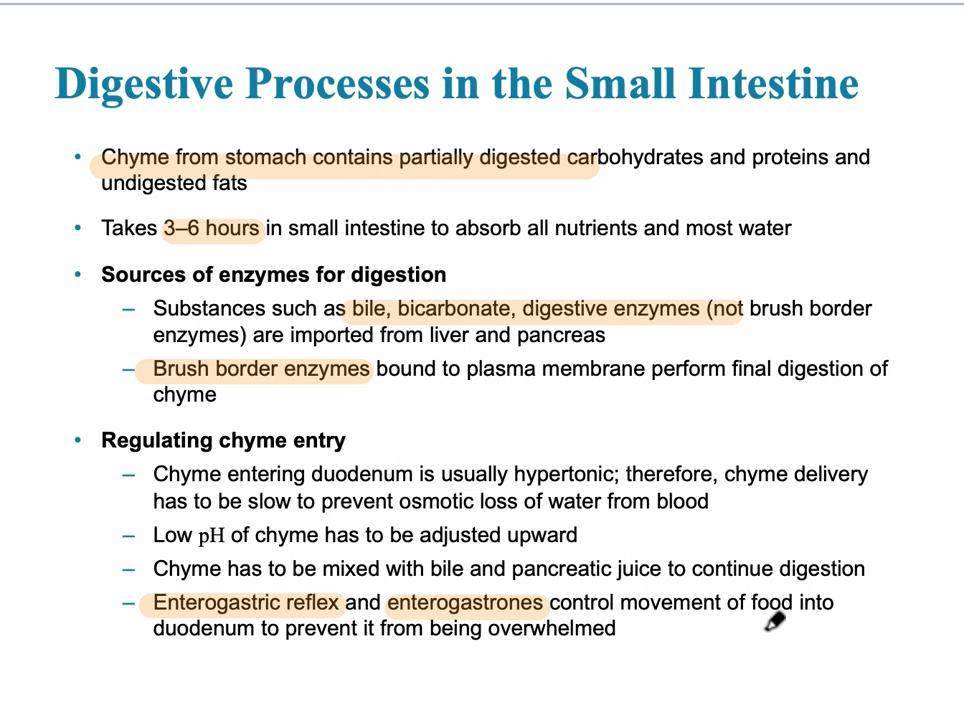 Digestive Processes in the Small Intestine
• Chyme from stomach contains partially digested carbohydrates and proteins and
undigested fats
• Takes 3–6 hours in small intestine to absorb all nutrients and most water
• Sources of enzymes for digestion
– Substances such as bile, bicarbonate, digestive enzymes (not brush border
enzymes) are imported from liver and pancreas
– Brush border enzymes bound to plasma membrane perform final digestion of
chyme
• Regulating chyme entry
– Chyme entering duodenum is usually hypertonic; therefore, chyme delivery
has to be slow to prevent osmotic loss of water from blood
– Low pH of chyme has to be adjusted upward
– Chyme has to be mixed with bile and pancreatic juice to continue digestion
– Enterogastric reflex and enterogastrones control movement of food into
duodenum to prevent it from being overwhelmed